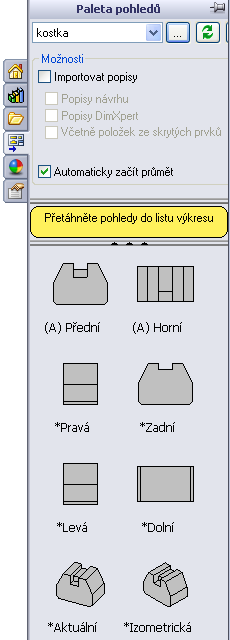 Paleta pohledů
kostka
...
Možnosti
Importovat popisy
Popisy návrhu
Popisy DimXpert
Včetně položek ze skrytých prvků
Automaticky začít průmět
Přetáhněte pohledy do listu výkresu
(A) Přední
(A) Horní
*Pravá
*Zadní
*Levá
*Dolní
*Aktuální
*Izometrická